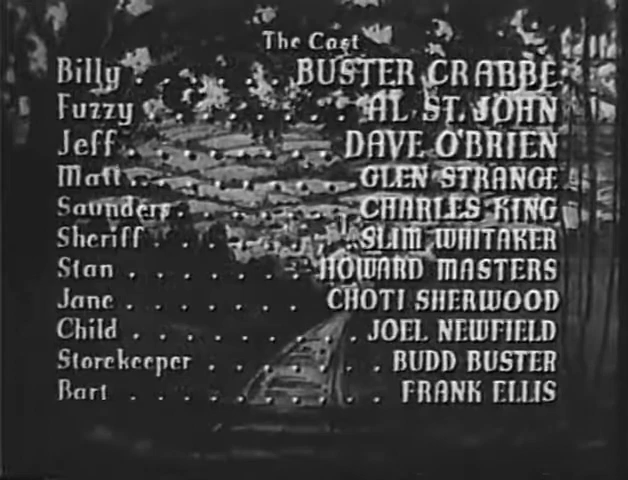 The Cast
Billy . . . . . . BUSTER CRABBE
Fuzzy . . . . . . . AL ST. JOHN
Jeff . . . . . . . . DAVE O'BRIEN
Matt . . . . . . . . GLEN STRANGE
Saunders . . . . . . . CHARLES KING
Sheriff . . . . . . . . SLIM WHITAKER
Stan . . . . . . . HOWARD MASTERS
Jane . . . . . . . CHOTI SHERWOOD
Child . . . . . . . . . JOEL NEWFIELD
Storekeeper . . . . . . . BUDD BUSTER
Bart . . . . . . . . . . FRANK ELLIS